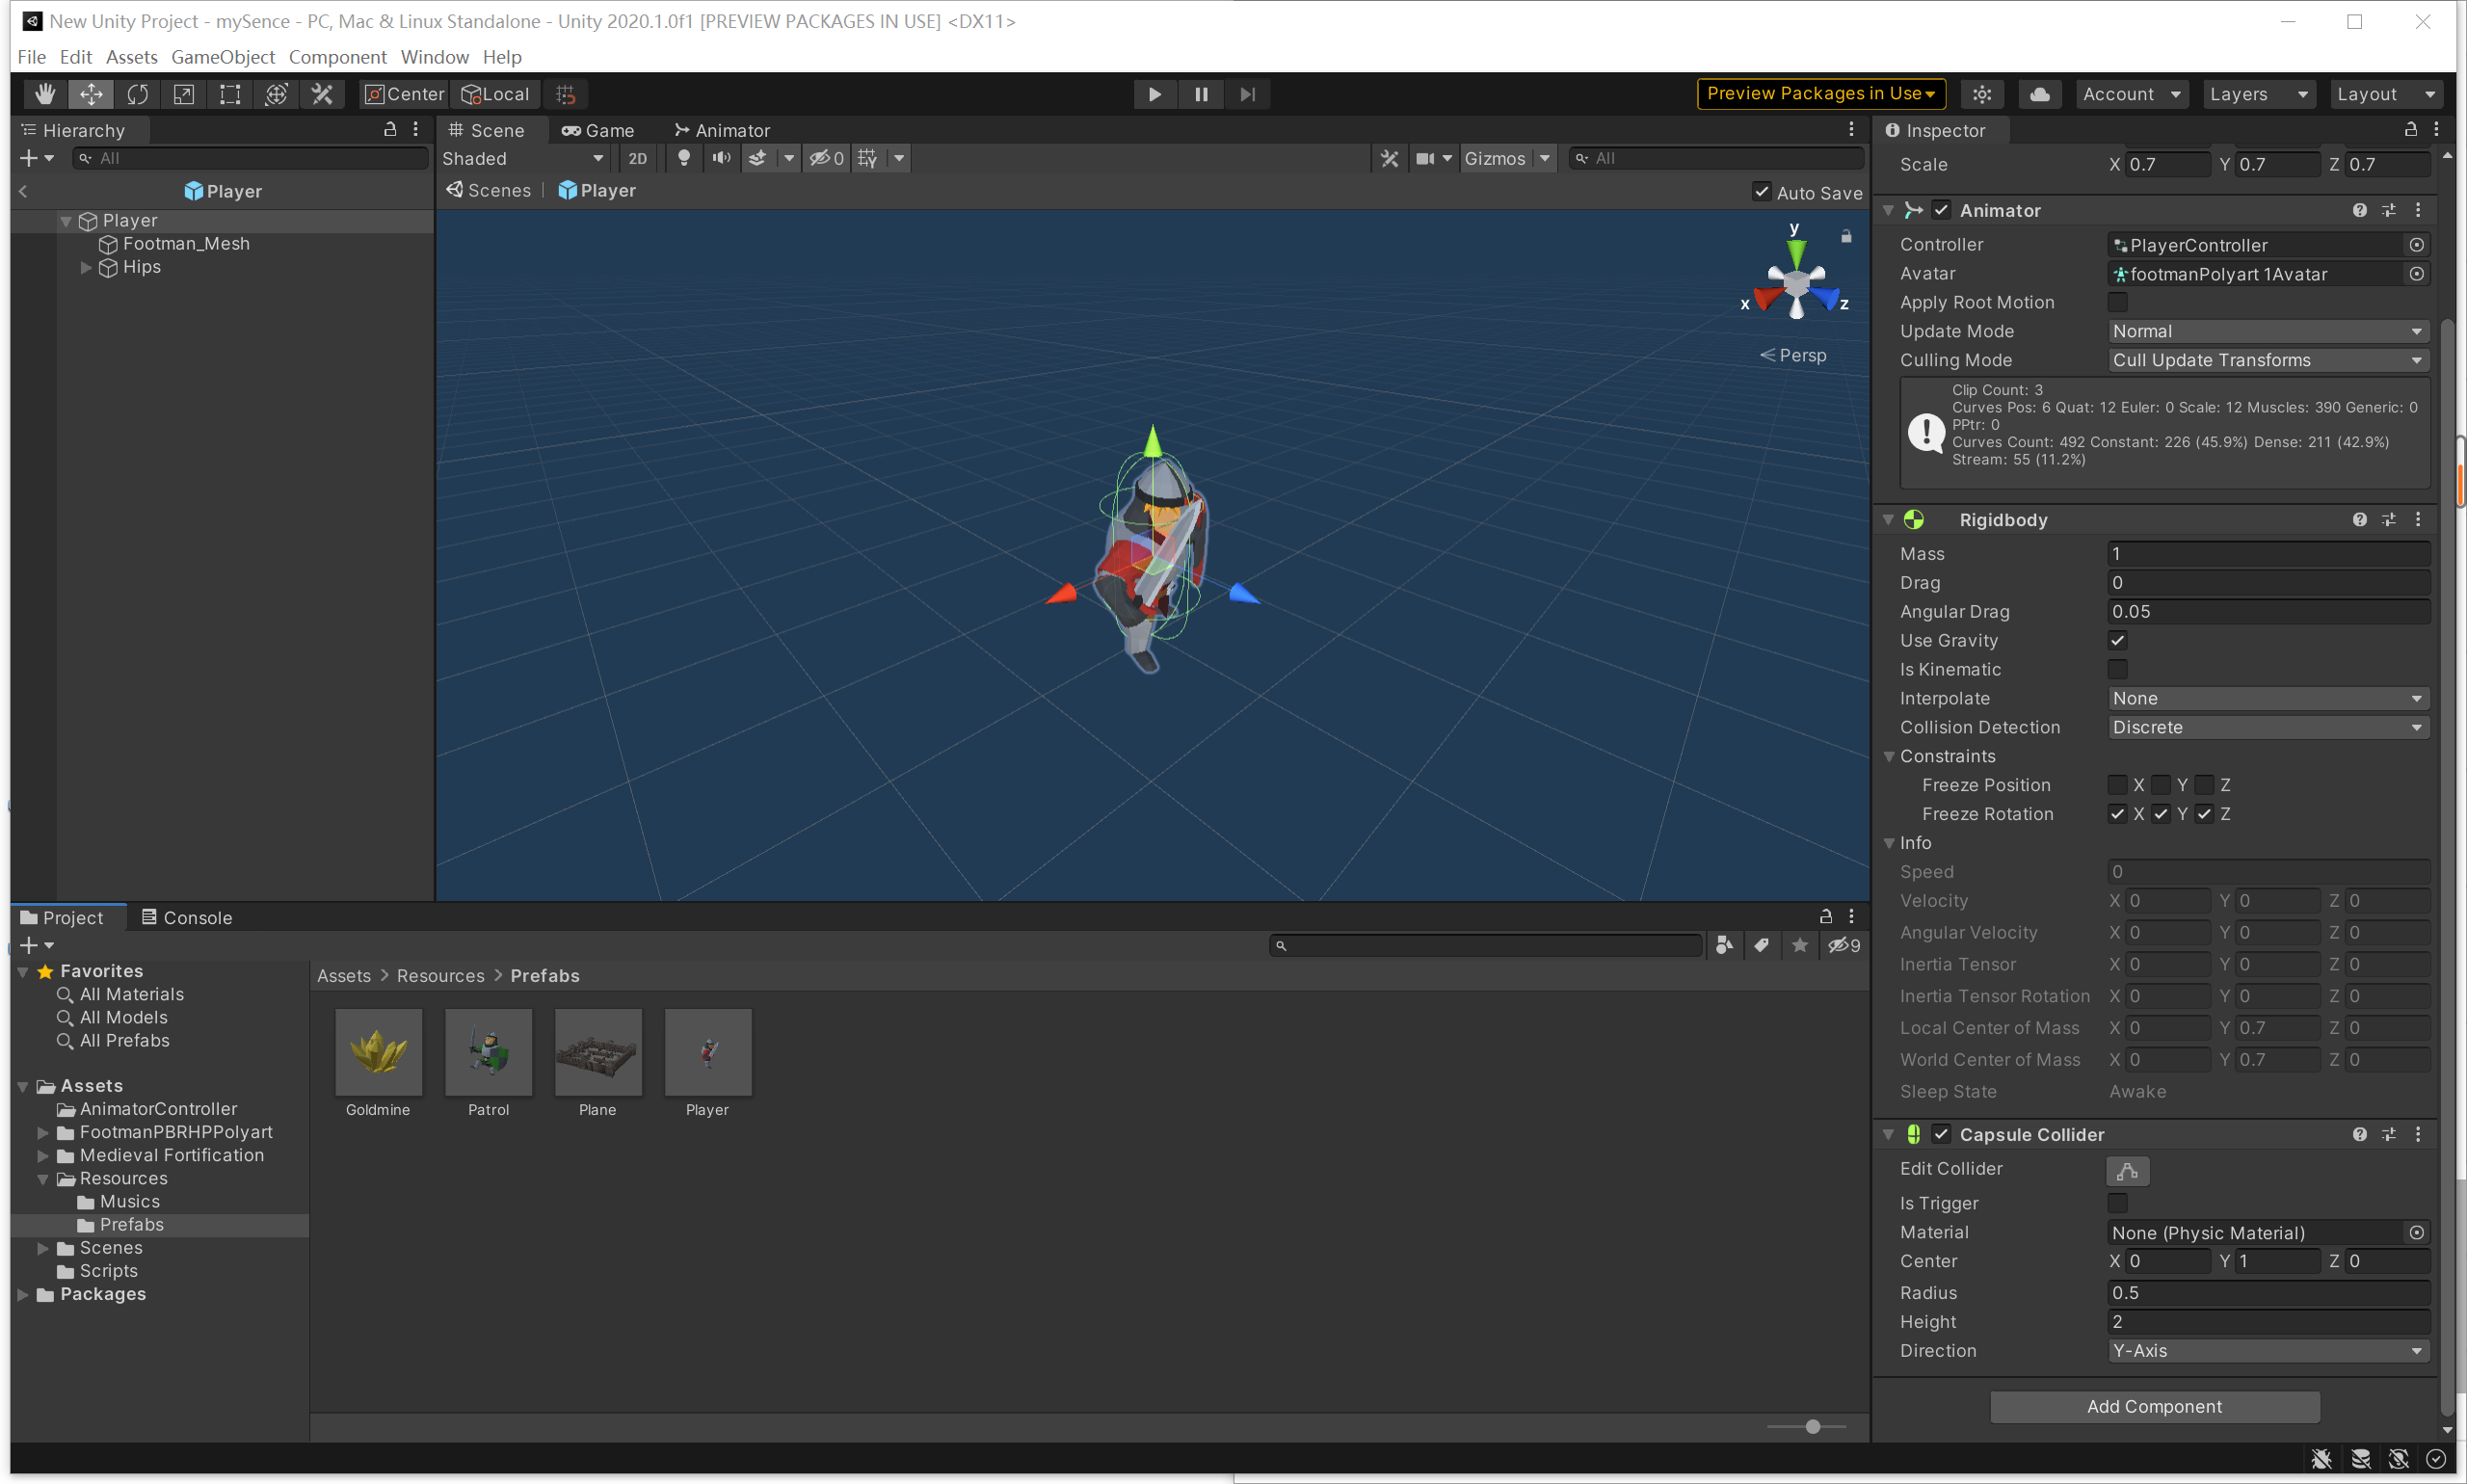 New Unity Project - mySence - PC, Mac & Linux Standalone - Unity 2020.1.0f1 [PREVIEW PACKAGES IN USE] <DX11>
File Edit Assets GameObject Component Window Help
Center Local Preview Packages in Use Account Layers Layout
Hierarchy
All
Player
Player
Footman_Mesh
Hips
Scene Game Animator
Shaded 2D 0 Gizmos All
Scenes Player Auto Save
y
x z
Persp
Inspector
Scale X 0.7 Y 0.7 Z 0.7
Animator
Controller PlayerController
Avatar footmanPolyart 1Avatar
Apply Root Motion
Update Mode Normal
Culling Mode Cull Update Transforms
Clip Count: 3
Curves Pos: 6 Quat: 12 Euler: 0 Scale: 12 Muscles: 390 Generic: 0
PPtr: 0
Curves Count: 492 Constant: 226 (45.9%) Dense: 211 (42.9%)
Stream: 55 (11.2%)
Rigidbody
Mass 1
Drag 0
Angular Drag 0.05
Use Gravity
Is Kinematic
Interpolate None
Collision Detection Discrete
Constraints
Freeze Position X Y Z
Freeze Rotation X Y Z
Info
Speed 0
Velocity X 0 Y 0 Z 0
Angular Velocity X 0 Y 0 Z 0
Inertia Tensor X 0 Y 0 Z 0
Inertia Tensor Rotation X 0 Y 0 Z 0
Local Center of Mass X 0 Y 0.7 Z 0
World Center of Mass X 0 Y 0.7 Z 0
Sleep State Awake
Capsule Collider
Edit Collider
Is Trigger
Material None (Physic Material)
Center X 0 Y 1 Z 0
Radius 0.5
Height 2
Direction Y-Axis
Add Component
Project Console
9
Favorites
All Materials
All Models
All Prefabs
Assets
AnimatorController
FootmanPBRHPPolyart
Medieval Fortification
Resources
Musics
Prefabs
Scenes
Scripts
Packages
Assets > Resources > Prefabs
Goldmine Patrol Plane Player